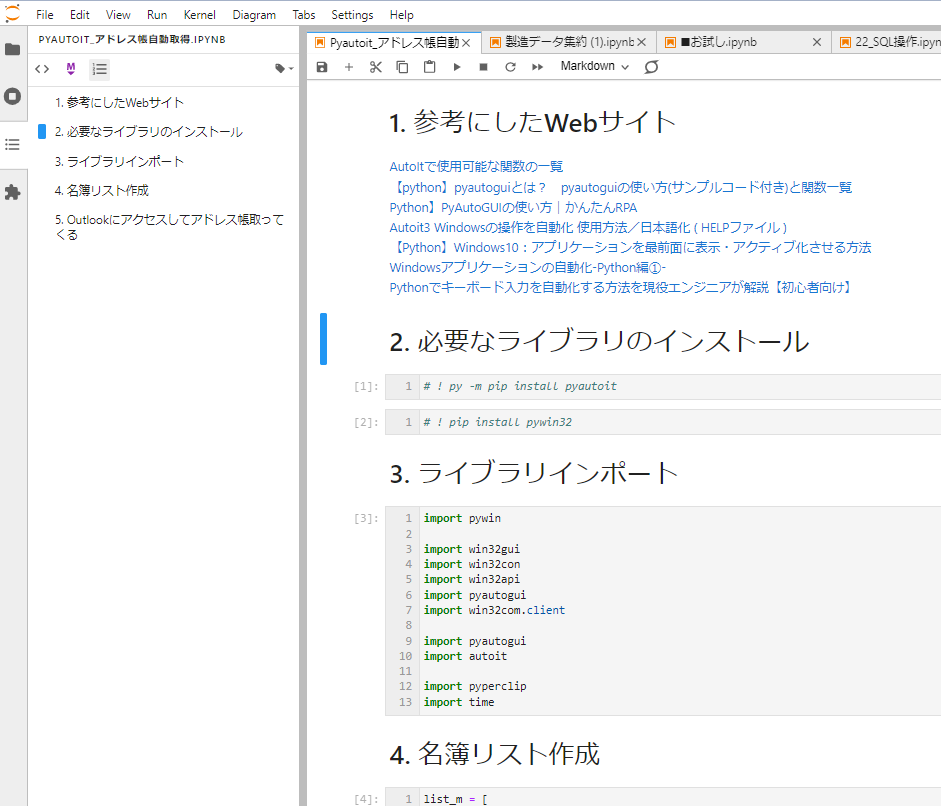 File Edit View Run Kernel Diagram Tabs Settings Help
PYAUTOIT_アドレス帳自動取得.IPYNB
1. 参考にしたWebサイト
2. 必要なライブラリのインストール
3. ライブラリインポート
4. 名簿リスト作成
5. Outlookにアクセスしてアドレス帳取って
くる
Pyautoit_アドレス帳自動 製造データ集約 (1).ipynb ■お試し.ipynb 22_SQL操作.ipyn
Markdown
1. 参考にしたWebサイト
AutoItで使用可能な関数の一覧
【python】pyautoguiとは？　pyautoguiの使い方(サンプルコード付き)と関数一覧
Python】PyAutoGUIの使い方｜かんたんRPA
Autoit3 Windowsの操作を自動化 使用方法／日本語化 ( HELPファイル )
【Python】Windows10：アプリケーションを最前面に表示・アクティブ化させる方法
Windowsアプリケーションの自動化-Python編①-
Pythonでキーボード入力を自動化する方法を現役エンジニアが解説【初心者向け】
2. 必要なライブラリのインストール
[1]: 1 # ! py -m pip install pyautoit
[2]: 1 # ! pip install pywin32
3. ライブラリインポート
[3]: 1 import pywin
2
3 import win32gui
4 import win32con
5 import win32api
6 import pyautogui
7 import win32com.client
8
9 import pyautogui
10 import autoit
11
12 import pyperclip
13 import time
4. 名簿リスト作成
[4]: 1 list_m = [